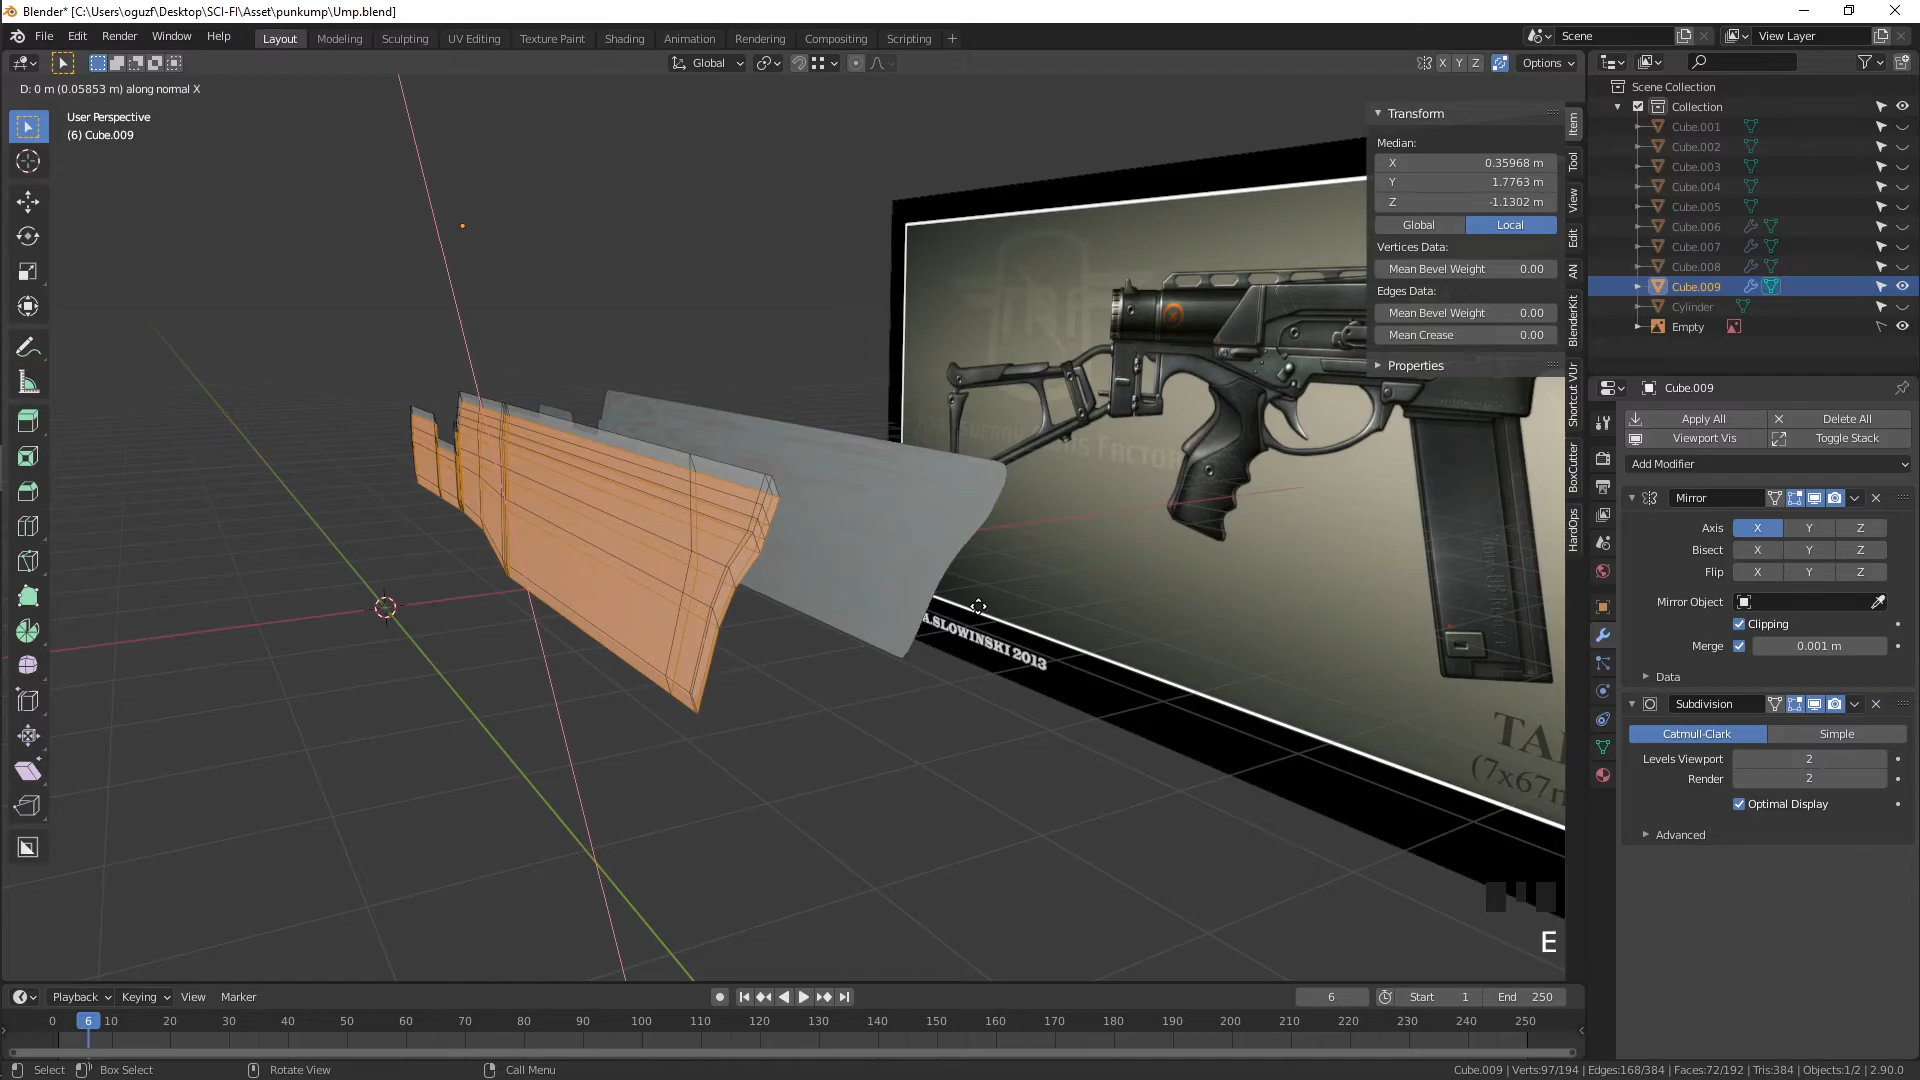 Blender* [C:\Users\oguzf\Desktop\SCI-FI\Asset\punkump\Ump.blend]
File Edit Render Window Help Layout Modeling Sculpting UV Editing Texture Paint Shading Animation Rendering Compositing Scripting + Scene View Layer
Global X Y Z Options
D: 0 m (0.05853 m) along normal X
User Perspective
(6) Cube.009
Transform
Median:
X 0.35968 m
Y 1.7763 m
Z -1.1302 m
Global Local
Vertices Data:
Mean Bevel Weight 0.00
Edges Data:
Mean Bevel Weight 0.00
Mean Crease 0.00
Properties
Item
Tool
View
Edit
AN
BlenderKit
Shortcut VUr
BoxCutter
HardOps
A.SLOWINSKI 2013
(7x67m
E
Scene Collection
Collection
Cube.001
Cube.002
Cube.003
Cube.004
Cube.005
Cube.006
Cube.007
Cube.008
Cube.009
Cylinder
Empty
Cube.009
Apply All Delete All
Viewport Vis Toggle Stack
Add Modifier
Mirror
Axis X Y Z
Bisect X Y Z
Flip X Y Z
Mirror Object
Clipping
Merge 0.001 m
Data
Subdivision
Catmull-Clark Simple
Levels Viewport 2
Render 2
Optimal Display
Advanced
Playback Keying View Marker 6 Start 1 End 250
0 6 10 20 30 40 50 60 70 80 90 100 110 120 130 140 150 160 170 180 190 200 210 220 230 240 250
Select Box Select Rotate View Call Menu Cube.009 | Verts:97/194 | Edges:168/384 | Faces:72/192 | Tris:384 | Objects:1/2 | 2.90.0